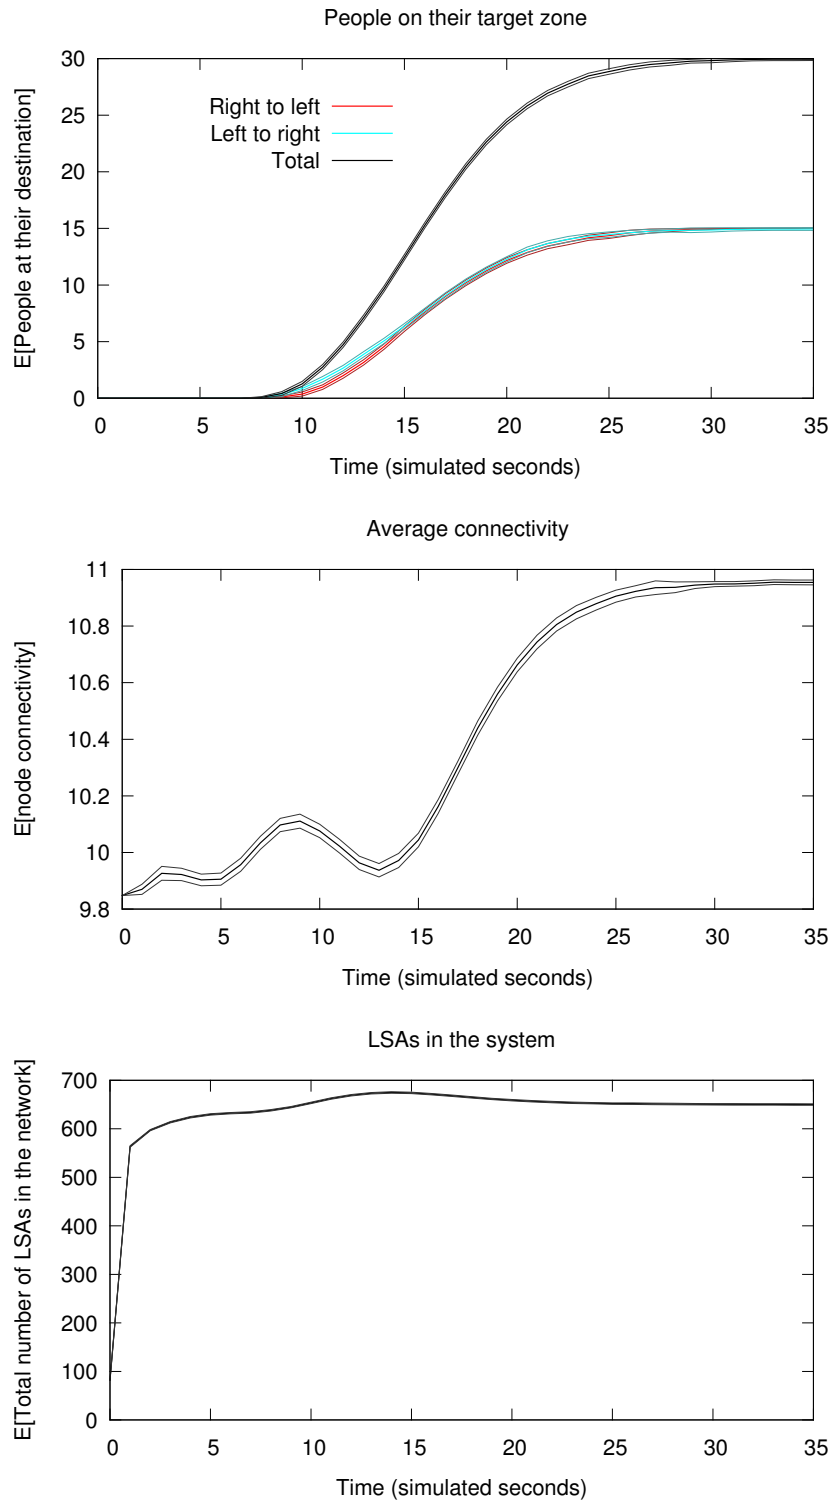 People on their target zone
30
25
20
15
10
5
0
E[People at their destination]
Right to left
Left to right
Total
0 5 10 15 20 25 30 35
Time (simulated seconds)
Average connectivity
11
10.8
10.6
10.4
10.2
10
9.8
E[node connectivity]
0 5 10 15 20 25 30 35
Time (simulated seconds)
LSAs in the system
700
600
500
400
300
200
100
0
E[Total number of LSAs in the network]
0 5 10 15 20 25 30 35
Time (simulated seconds)